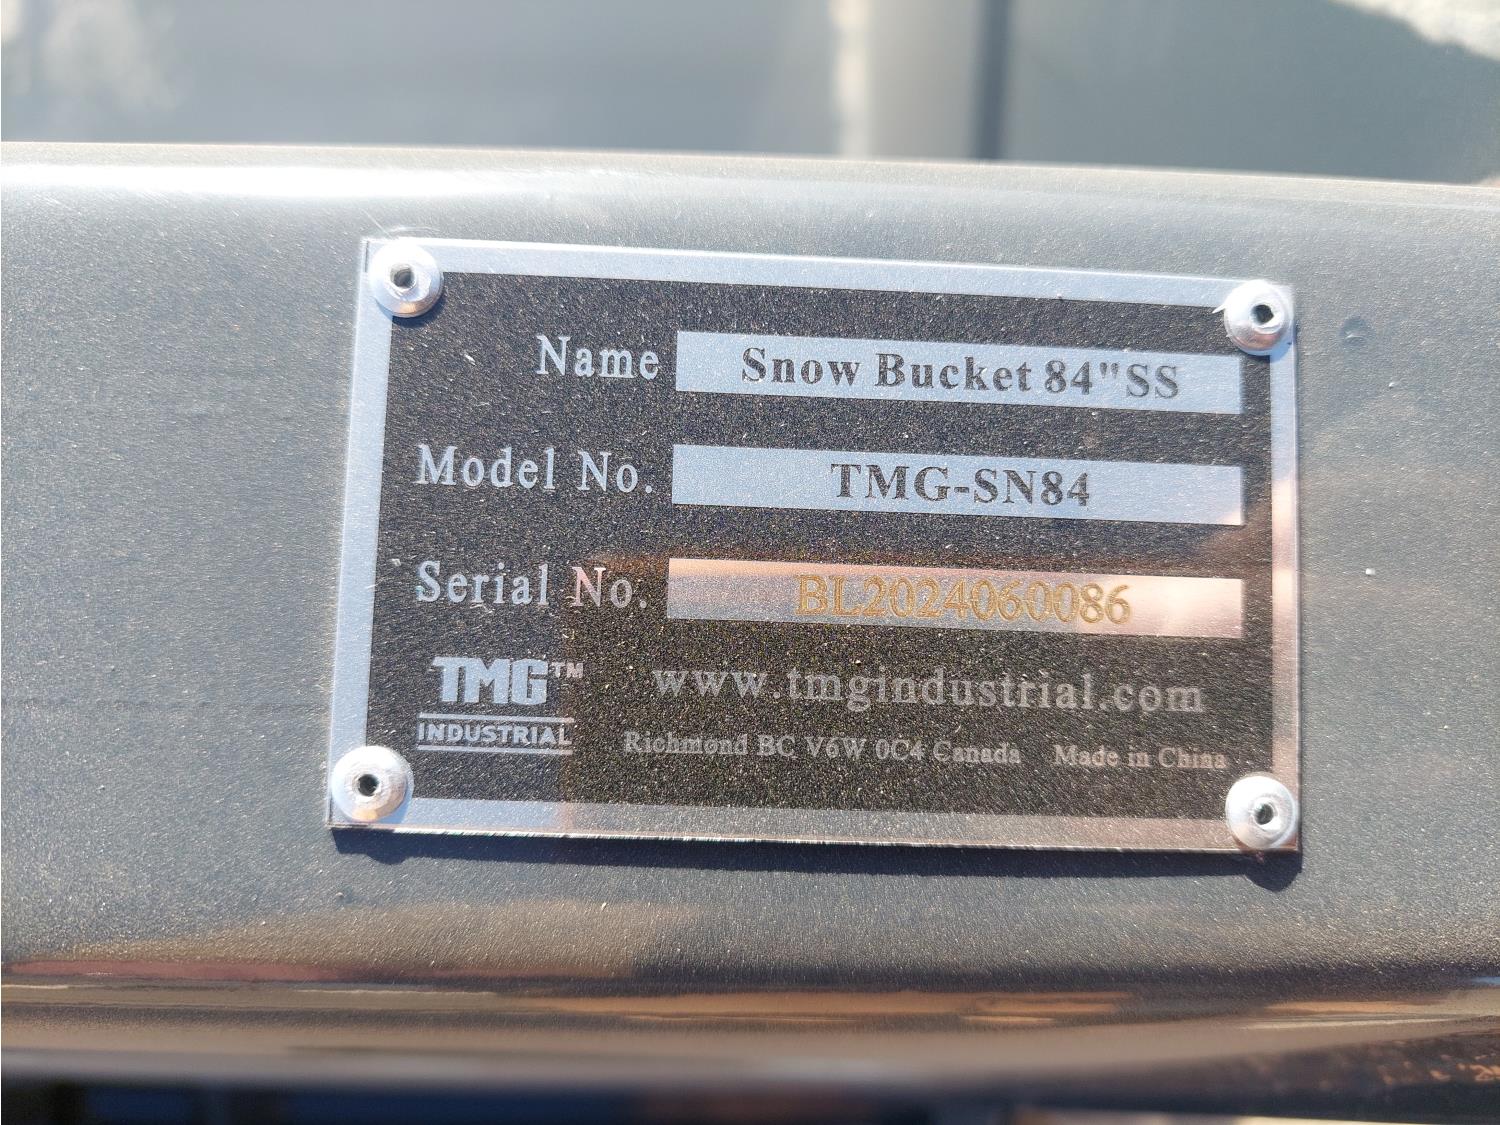 Name Snow Bucket 84"SS
Model No. TMG-SN84
Serial No. BL2024060086
TMG™ www.tmgindustrial.com
INDUSTRIAL Richmond BC V6W 0C4 Canada Made in China